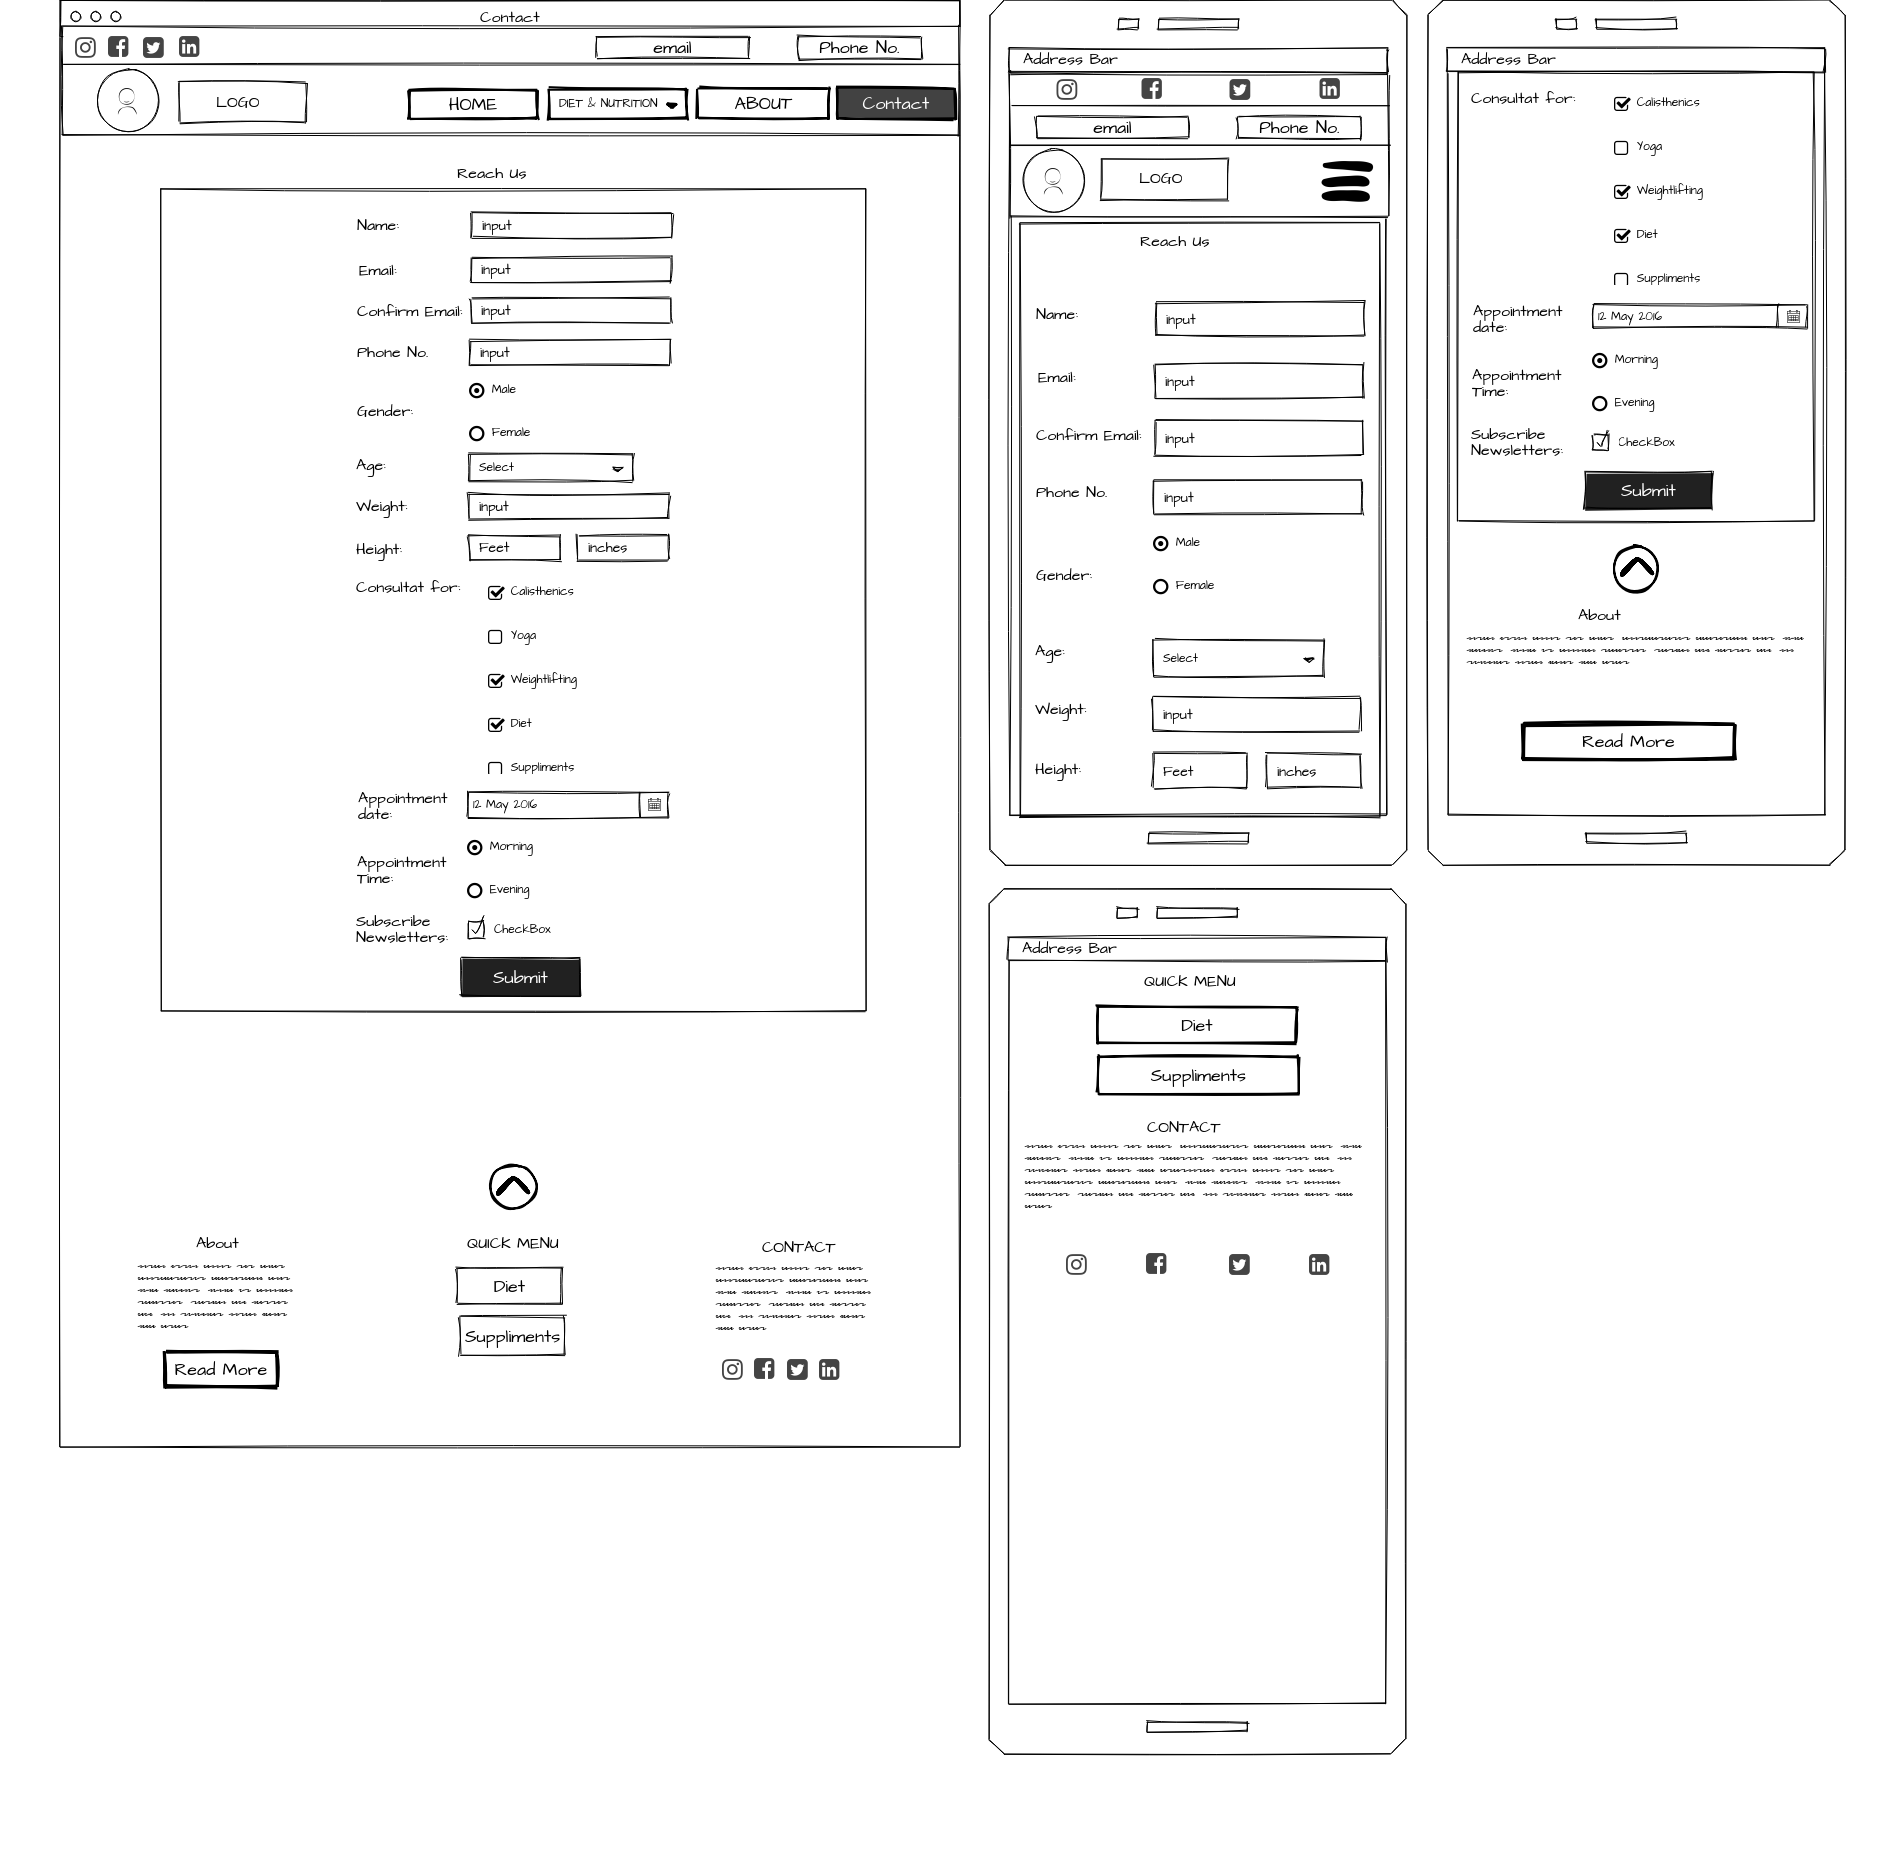 Contact
email
Phone No.
LOGO
HOME
DIET & NUTRITION
ABOUT
Contact
Reach Us
Name:
input
Email:
input
Confirm Email:
input
Phone No.
input
Male
Gender:
Female
Age:
Select
Weight:
input
Height:
Feet
inches
Consultat for:
Calisthenics
Yoga
Weightlifting
Diet
Suppliments
Appointment
date:
12 May 2016
Morning
Appointment
Time:
Evening
Subscribe
Newsletters:
CheckBox
Submit
About
QUICK MENU
CONTACT
Diet
Suppliments
Read More
Address Bar
email
Phone No.
LOGO
Reach Us
Name:
input
Email:
input
Confirm Email:
input
Phone No.
input
Male
Gender:
Female
Age:
Select
Weight:
input
Height:
Feet
inches
Address Bar
Consultat for:
Calisthenics
Yoga
Weightlifting
Diet
Suppliments
Appointment
date:
12 May 2016
Morning
Appointment
Time:
Evening
Subscribe
Newsletters:
CheckBox
Submit
About
Read More
Address Bar
QUICK MENU
Diet
Suppliments
CONTACT